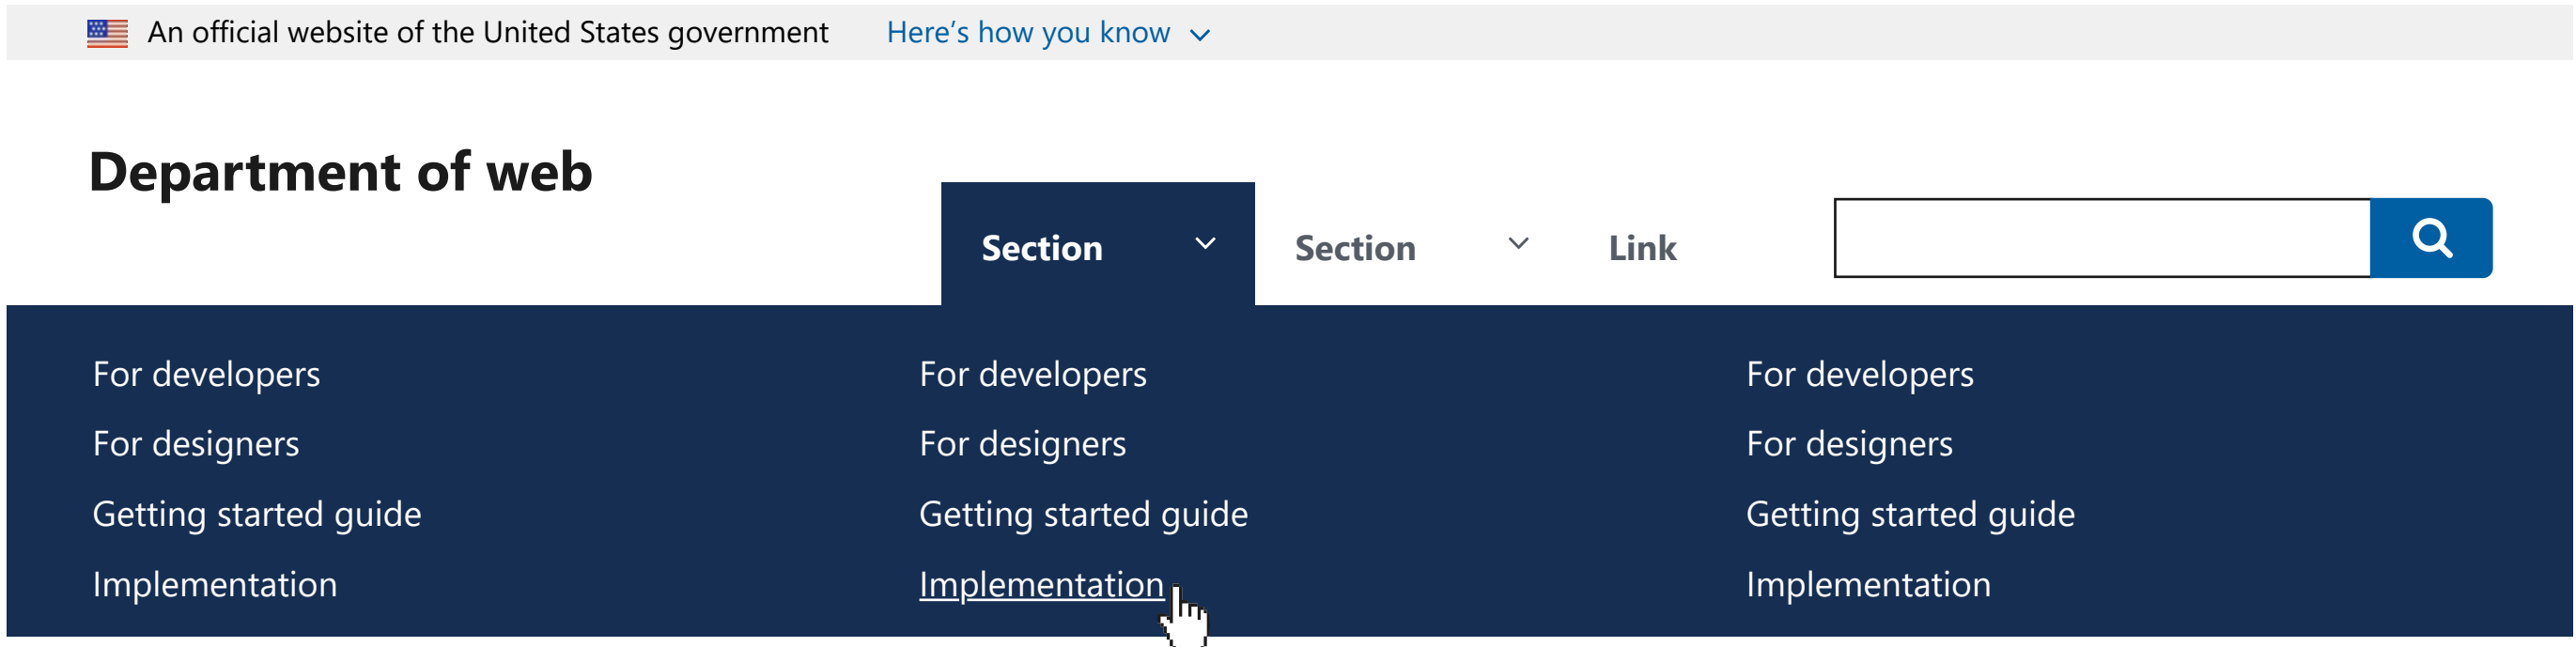 An official website of the United States government Here’s how you know
Department of web
Section Section Link
For developers For developers For developers
For designers For designers For designers
Getting started guide Getting started guide Getting started guide
Implementation Implementation Implementation